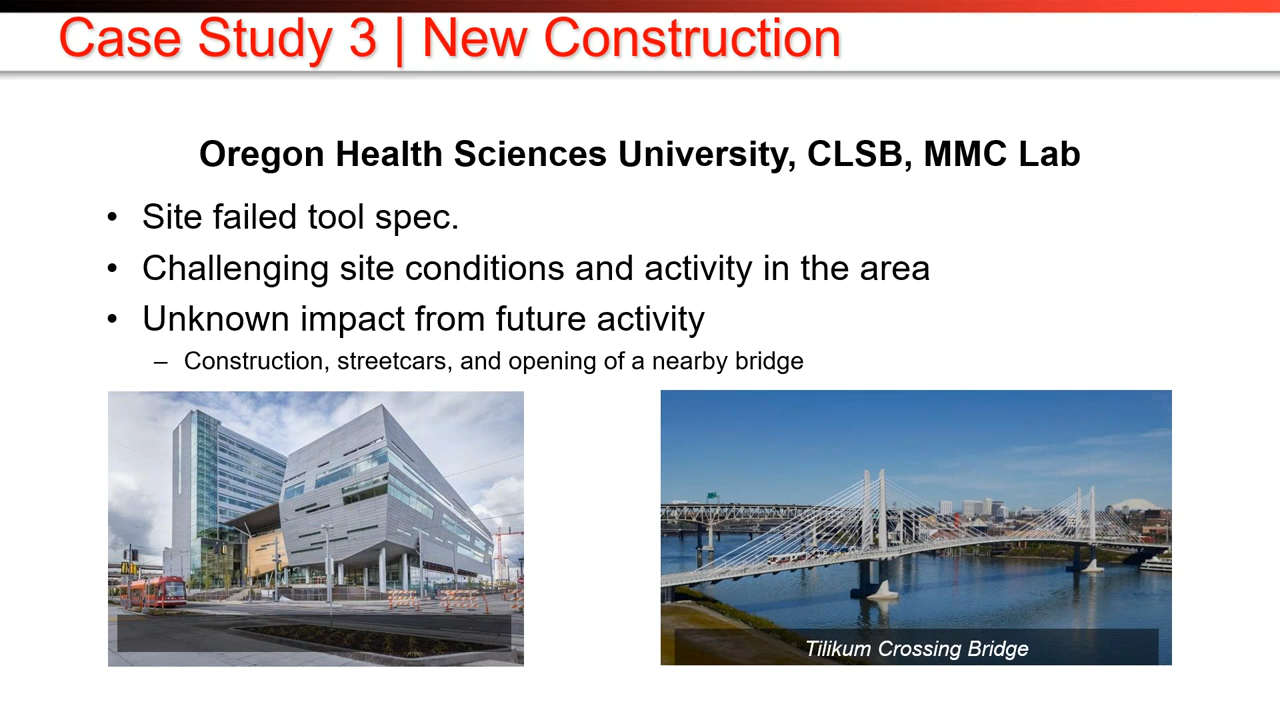 Case Study 3 | New Construction
Oregon Health Sciences University, CLSB, MMC Lab
• Site failed tool spec.
• Challenging site conditions and activity in the area
• Unknown impact from future activity
– Construction, streetcars, and opening of a nearby bridge
Tilikum Crossing Bridge